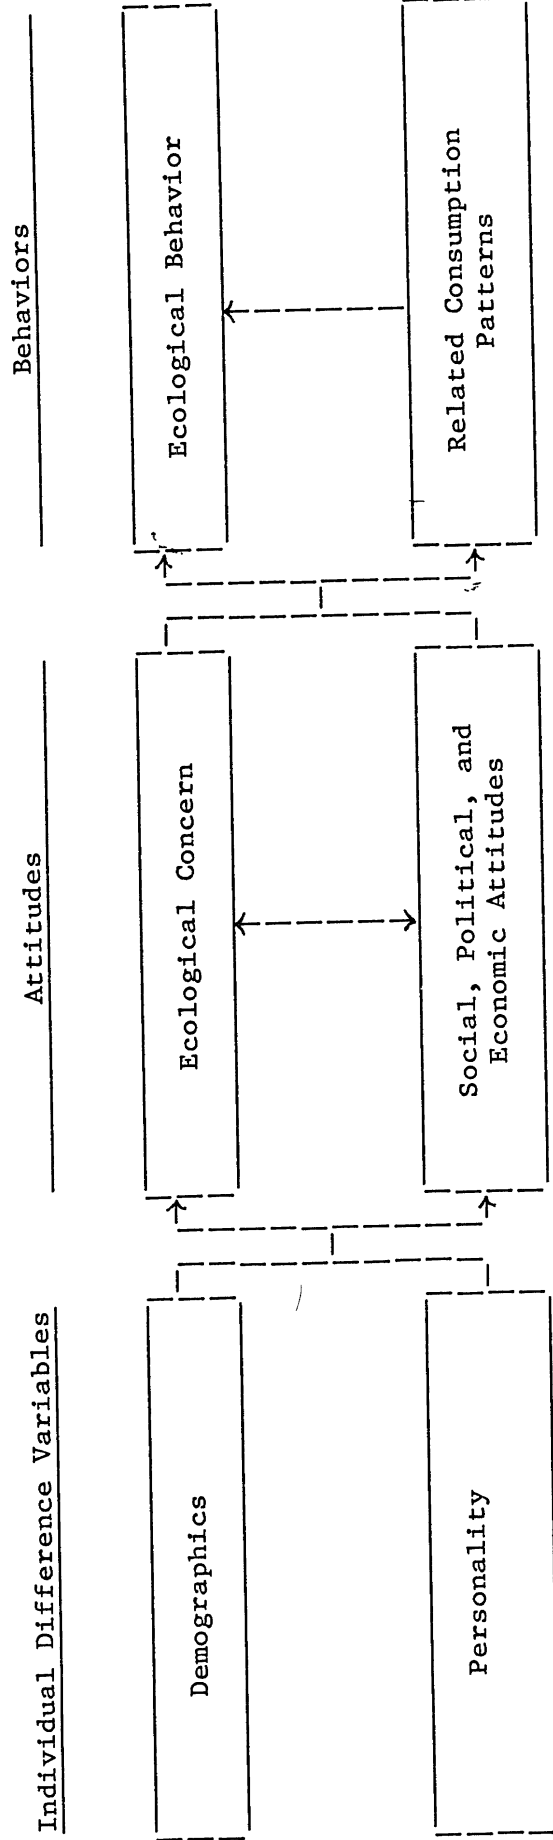 Individual Difference Variables
Attitudes
Behaviors
Demographics
Ecological Concern
Ecological Behavior
Personality
Social, Political, and
Economic Attitudes
Related Consumption
Patterns